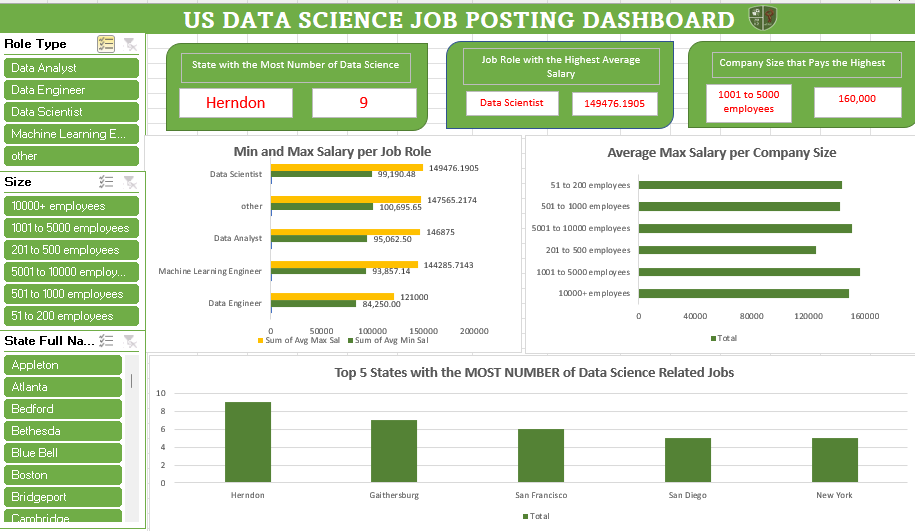 US DATA SCIENCE JOB POSTING DASHBOARD
Role Type
Data Analyst
Data Engineer
Data Scientist
Machine Learning E...
other
Size
10000+ employees
1001 to 5000 employees
201 to 500 employees
5001 to 10000 employ...
501 to 1000 employees
51 to 200 employees
State Full Na...
Appleton
Atlanta
Bedford
Bethesda
Blue Bell
Boston
Bridgeport
Cambridge
State with the Most Number of Data Science
Herndon
9
Job Role with the Highest Average
Salary
Data Scientist
149476.1905
Company Size that Pays the Highest
1001 to 5000
employees
160,000
Min and Max Salary per Job Role
Data Scientist
149476.1905
99,190.48
other
147565.2174
100,695.65
Data Analyst
146875
95,062.50
Machine Learning Engineer
144285.7143
93,857.14
Data Engineer
121000
84,250.00
0 50000 100000 150000 200000
Sum of Avg Max Sal Sum of Avg Min Sal
Average Max Salary per Company Size
51 to 200 employees
501 to 1000 employees
5001 to 10000 employees
201 to 500 employees
1001 to 5000 employees
10000+ employees
0 40000 80000 120000 160000
Total
Top 5 States with the MOST NUMBER of Data Science Related Jobs
10
8
6
4
2
0
Herndon Gaithersburg San Francisco San Diego New York
Total